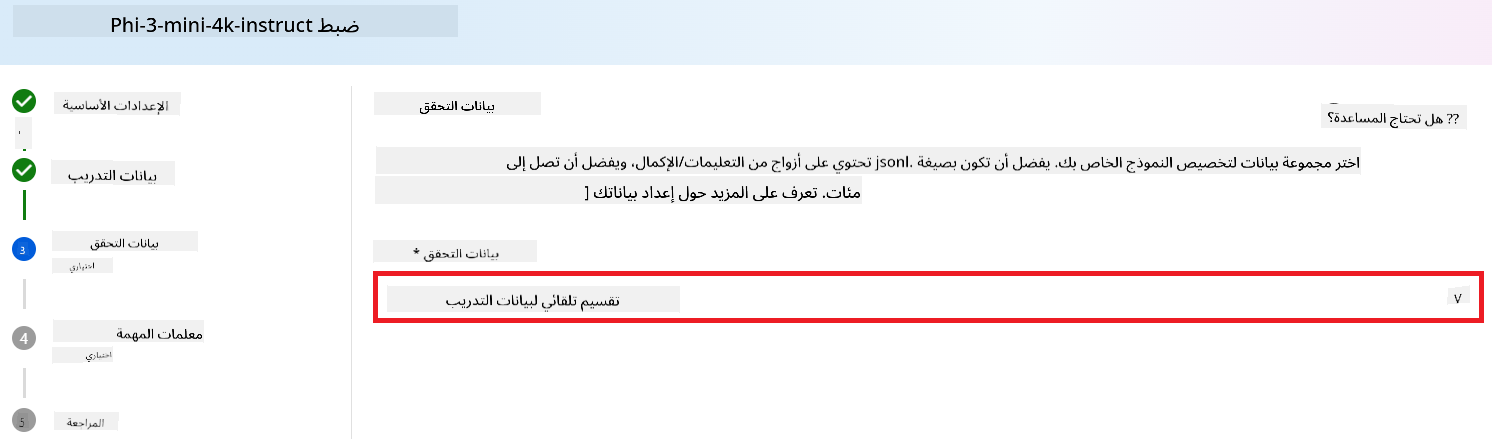 ضبط Phi-3-mini-4k-instruct
الإعدادات الأساسية
بيانات التدريب
3
بيانات التحقق
اختياري
4
معلمات المهمة
اختياري
5
المراجعة
بيانات التحقق
?? هل تحتاج المساعدة؟
اختر مجموعة بيانات لتخصيص النموذج الخاص بك. يفضل أن تكون بصيغة .jsonl تحتوي على أزواج من التعليمات/الإكمال، ويفضل أن تصل إلى
مئات. تعرف على المزيد حول إعداد بياناتك [
بيانات التحقق *
تقسيم تلقائي لبيانات التدريب